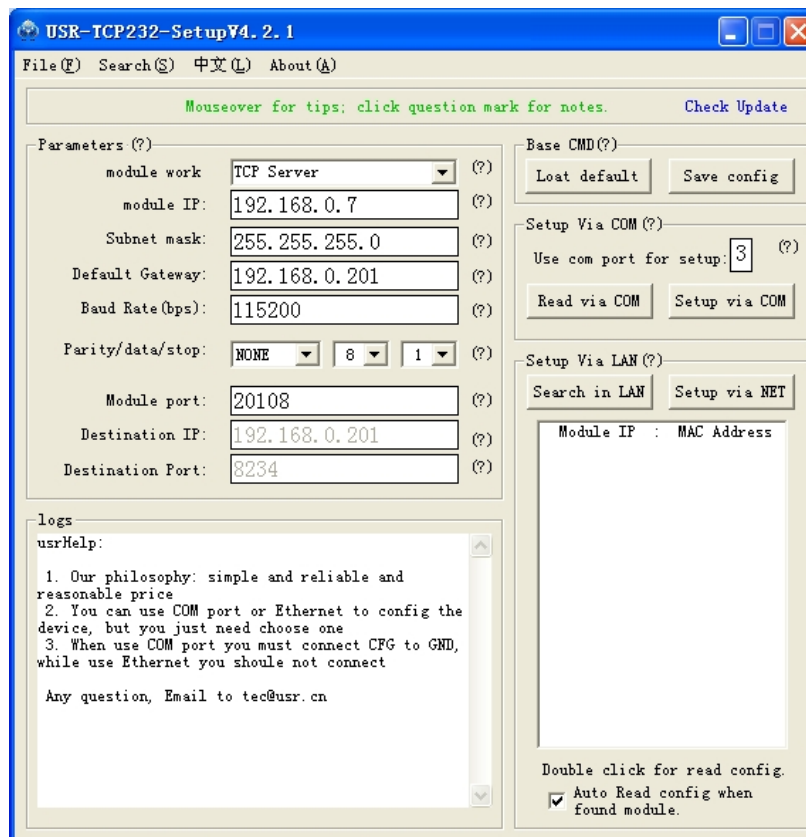 USR-TCP232-SetupV4.2.1
File(F) Search(S) 中文(L) About(A)
Mouseover for tips; click question mark for notes. Check Update
Parameters (?)
module work TCP Server (?)
module IP: 192.168.0.7 (?)
Subnet mask: 255.255.255.0 (?)
Default Gateway: 192.168.0.201 (?)
Baud Rate(bps): 115200 (?)
Parity/data/stop: NONE 8 1 (?)
Module port: 20108 (?)
Destination IP: 192.168.0.201 (?)
Destination Port: 8234 (?)
logs
usrHelp:
1. Our philosophy: simple and reliable and
reasonable price
2. You can use COM port or Ethernet to config the
device, but you just need choose one
3. When use COM port you must connect CFG to GND,
while use Ethernet you shoule not connect
Any question, Email to tec@usr.cn
Base CMD(?)
Loat default Save config
Setup Via COM(?)
Use com port for setup: 3 (?)
Read via COM Setup via COM
Setup Via LAN(?)
Search in LAN Setup via NET
Module IP : MAC Address
Double click for read config.
Auto Read config when
found module.